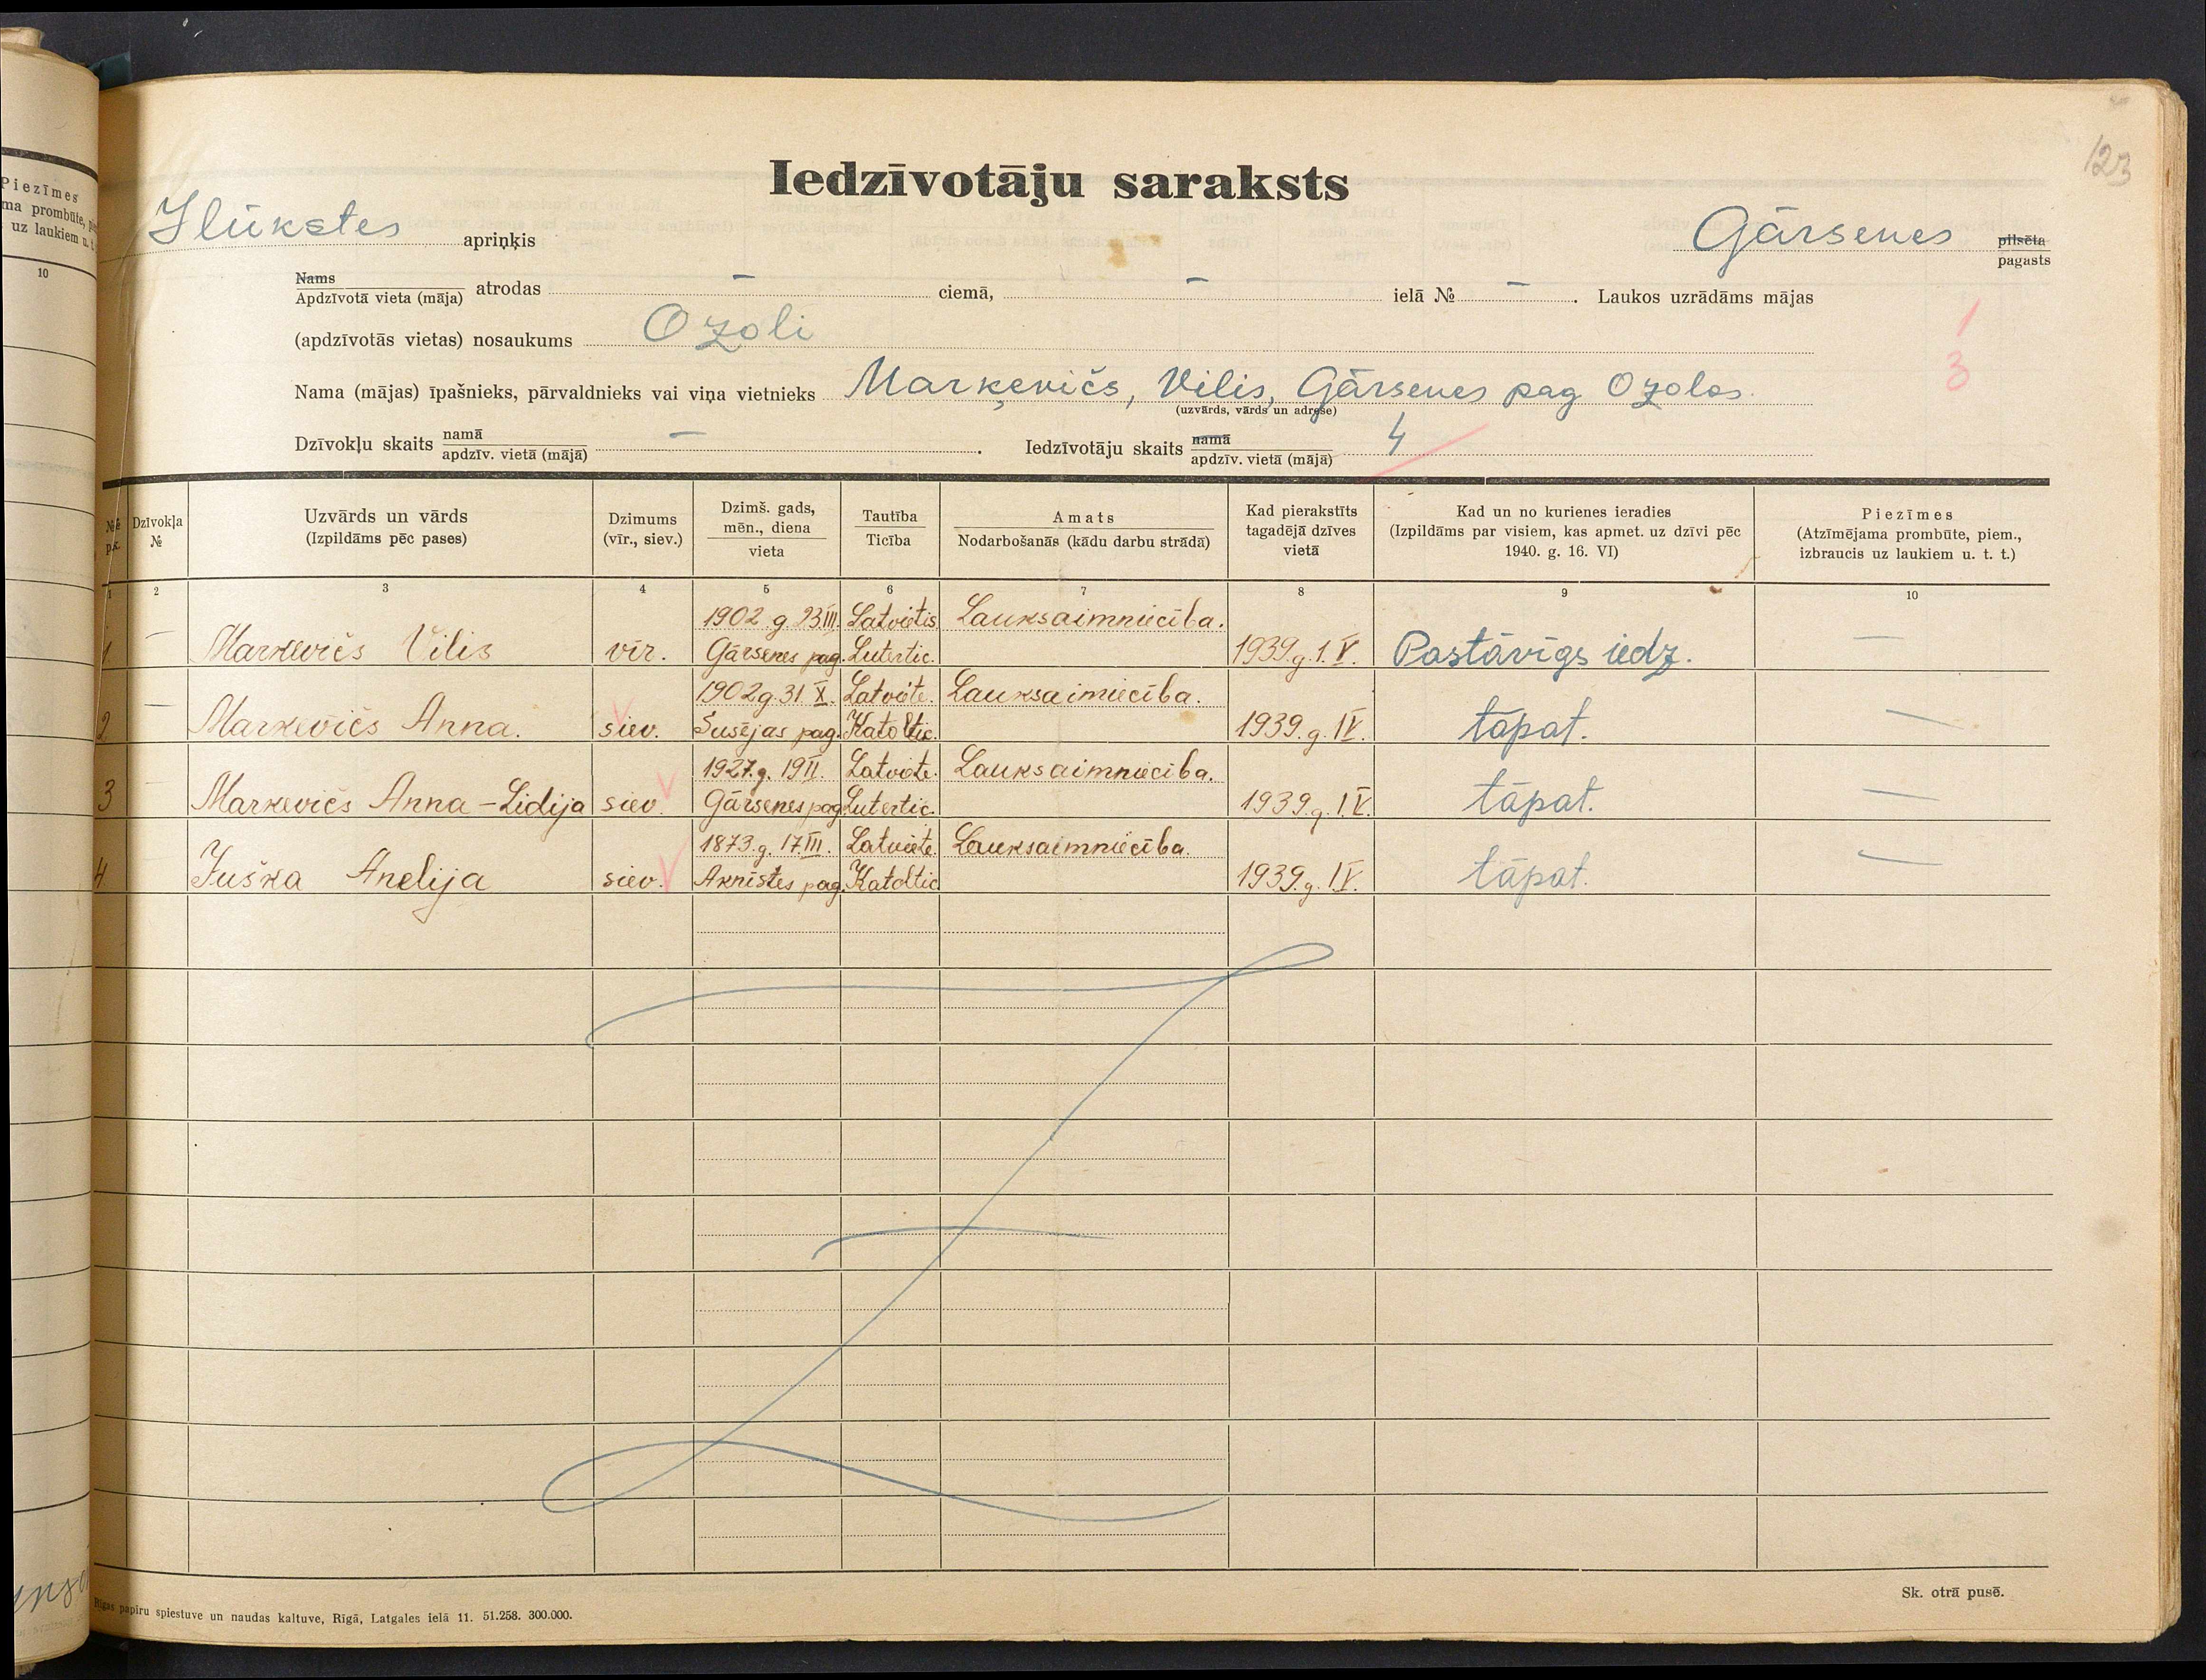 123
Iedzīvotāju saraksts
Ilūkstes apriņķis
Gārsenes pilsēta
pagasts
Nams
Apdzīvotā vieta (māja) atrodas – ciemā, – ielā № – . Laukos uzrādāms mājas
(apdzīvotās vietas) nosaukums Ozoli
1
3
Nama (mājas) īpašnieks, pārvaldnieks vai viņa vietnieks Marķevičs, Vilis, Gārsenes pag Ozolos.
(uzvārds, vārds un adrese)
Dzīvokļu skaits namā
apdzīv. vietā (mājā) – . Iedzīvotāju skaits namā
apdzīv. vietā (mājā) 4
№№ p.k.
Dzīvokļa №
Uzvārds un vārds
(Izpildāms pēc pases)
Dzimums
(vīr., siev.)
Dzimš. gads,
mēn., diena
vieta
Tautība
Ticība
Amats
Nodarbošanās (kādu darbu strādā)
Kad pierakstīts
tagadējā dzīves
vietā
Kad un no kurienes ieradies
(Izpildāms par visiem, kas apmet. uz dzīvi pēc
1940. g. 16. VI)
Piezīmes
(Atzīmējama prombūte, piem.,
izbraucis uz laukiem u. t. t.)
1 2 3 4 5 6 7 8 9 10
1902. g. 23 III. Latvietis Lauksaimniecība.
1. – Markevičs Vilis vīr. Gārsenes pag. Lutertic. 1939. g. 1. V. Pastāvīgs iedz. –
1902 g. 31 X. Latviete. Lauksaimiecība.
2 – Markevičs Anna. siev. Susējas pag. Katoltic. 1939. g. 1 V. tāpat. –
1927. g. 19 II. Latviete. Lauksaimniecība.
3 – Markevičs Anna-Lidija siev. Gārsenes pag Lutertic. 1939. g. 1. V. tāpat. –
1873. g. 17 III. Latviete. Lauksaimniecība.
4. Juška Anelija siev. Aknīstes pag. Katoltic 1939. g. 1 V. tāpat. –
Sk. otrā pusē.
Rīgas papīru spiestuve un naudas kaltuve, Rīgā, Latgales ielā 11. 51.258. 300.000.
Piezīmes
ma prombūte,
uz laukiem u. t.
10